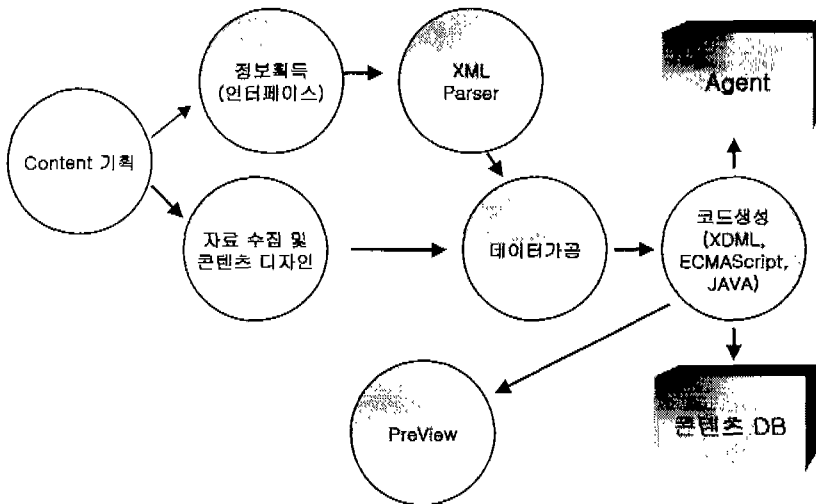 Content 기획
정보획득
(인터페이스)
XML
Parser
자료 수집 및
콘텐츠 디자인
데이터가공
코드생성
(XDML,
ECMAScript,
JAVA)
Agent
콘텐츠 DB
PreView